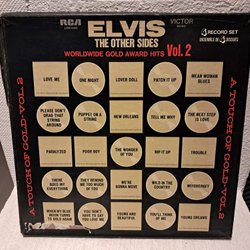 RCA
ELVIS
VICTOR
THE OTHER SIDES
4 RECORD SET
WORLDWIDE GOLD AWARD HITS Vol. 2
LOVE ME
ONE NIGHT
LOVER DOLL
PATCH IT UP
MEAN WOMAN
BLUES
PLEASE DON'T
DRAG THAT
STRING
AROUND
PUPPET ON A
STRING
NEW ORLEANS
TELL ME WHY
THE NEXT STEP
IS LOVE
PARALYZED
POOR BOY
THE WONDER
OF YOU
RIP IT UP
TROUBLE
THERE
GOES MY
EVERYTHING
THEY REMIND
ME TOO MUCH
OF YOU
WE'RE
GONNA MOVE
WILD IN THE
COUNTRY
WITCHCRAFT
WHEN MY BLUE
MOON TURNS
TO GOLD AGAIN
YOU DON'T
HAVE TO SAY
YOU LOVE ME
YOUNG AND
BEAUTIFUL
YOU'LL THINK
OF ME
YOUNG DREAMS
A TOUCH OF GOLD-VOL. 2
A TOUCH OF GOLD-VOL. 2